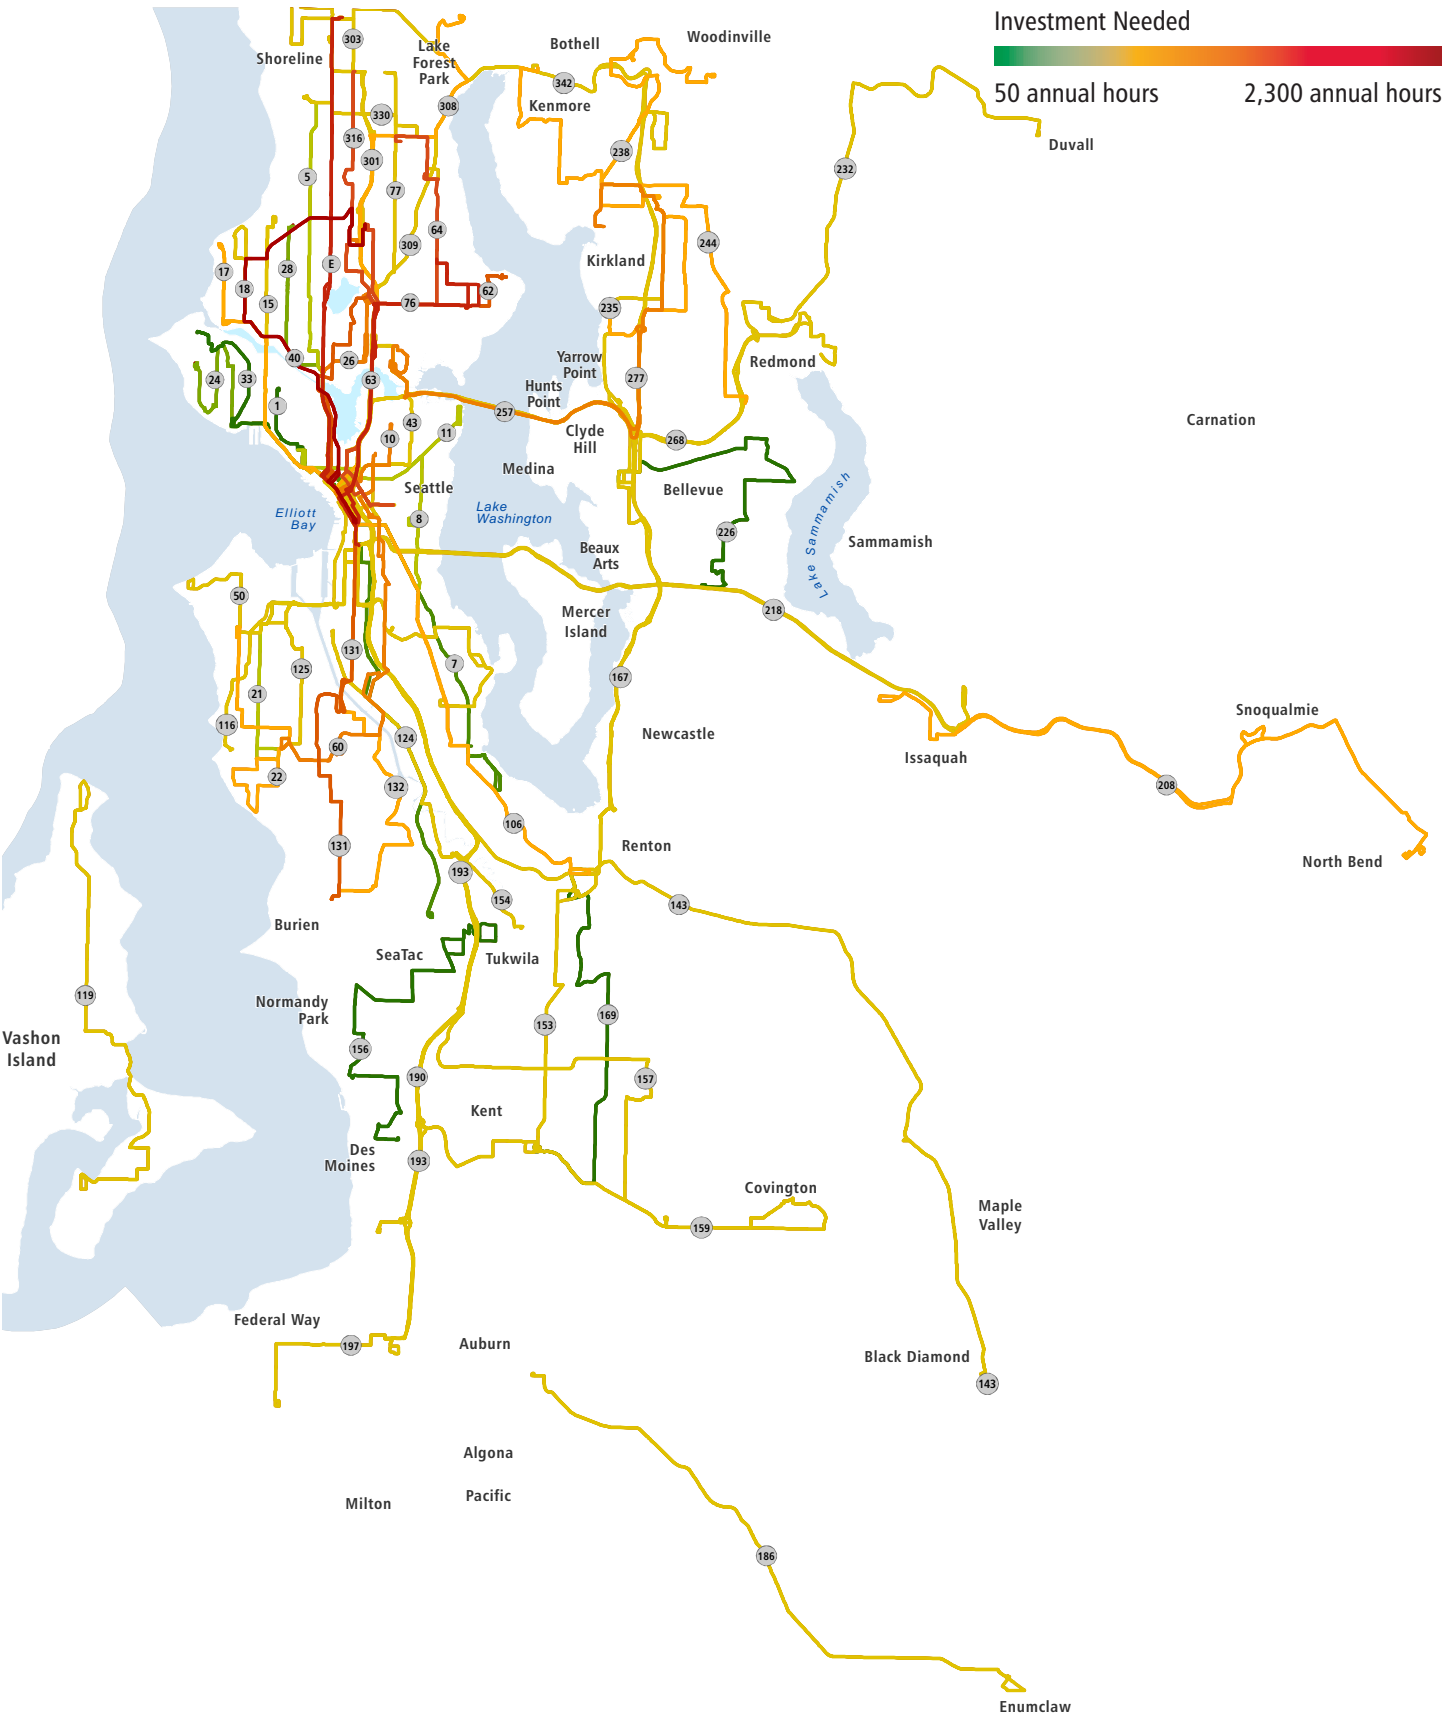 Investment Needed
50 annual hours
2,300 annual hours
303
Shoreline
Lake
Forest
Park
Bothell
Woodinville
342
308
Kenmore
330
316
301
238
Duvall
232
5
77
64
309
244
17
28
E
Kirkland
18
15
76
62
235
40
26
Yarrow
Point
Redmond
24
33
63
Hunts
Point
277
1
43
257
10
11
Clyde
Hill
268
Carnation
Medina
Seattle
Bellevue
Elliott
Bay
8
Lake
Washington
226
Lake Sammamish
Sammamish
Beaux
Arts
50
Mercer
Island
218
131
7
125
167
21
Snoqualmie
116
Newcastle
124
60
Issaquah
22
132
208
106
131
Renton
North Bend
193
154
143
Burien
SeaTac
Tukwila
119
Normandy
Park
153
169
Vashon
Island
156
190
157
Kent
Des
Moines
193
Covington
Maple
Valley
159
Federal Way
197
Auburn
Black Diamond
143
Algona
Pacific
Milton
186
Enumclaw